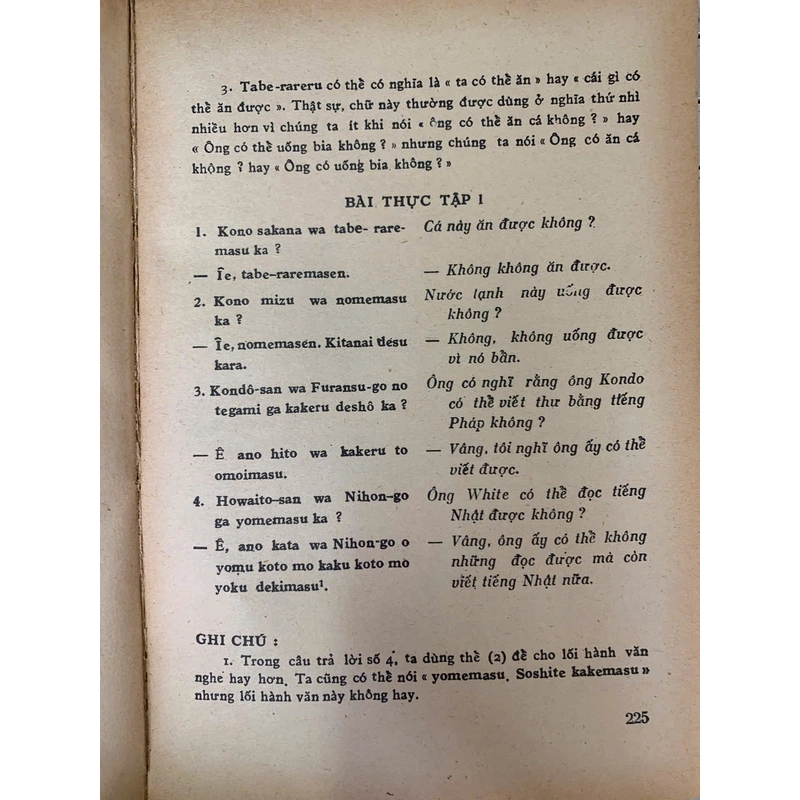 3. Tabe-rareru có thể có nghĩa là « ta có thể ăn » hay « cái gì có
thể ăn được ». Thật sự, chữ này thường được dùng ở nghĩa thứ nhì
nhiều hơn vì chúng ta ít khi nói « ông có thể ăn cá không ? » hay
« Ông có thể uống bia không ? » nhưng chúng ta nói « Ông có ăn cá
không ? hay « Ông có uống bia không ? »
BÀI THỰC TẬP 1
1. Kono sakana wa tabe- rare-
masu ka ?
Cá này ăn được không ?
— Îe, tabe-raremasen.
— Không không ăn được.
2. Kono mizu wa nomemasu
ka ?
Nước lạnh này uống được
không ?
— Îe, nomemasen. Kitanai desu
kara.
— Không, không uống được
vì nó bẩn.
3. Kondô-san wa Furansu-go no
tegami ga kakeru deshô ka ?
Ông có nghĩ rằng ông Kondo
có thể viết thư bằng tiếng
Pháp không ?
— Ê ano hito wa kakeru to
omoimasu.
— Vâng, tôi nghĩ ông ấy có thể
viết được.
4. Howaito-san wa Nihon-go
ga yomemasu ka ?
Ông White có thể đọc tiếng
Nhật được không ?
— Ê, ano kata wa Nihon-go o
yomu koto mo kaku koto mo
yoku dekimasu¹.
— Vâng, ông ấy có thể không
những đọc được mà còn
viết tiếng Nhật nữa.
GHI CHÚ :
1. Trong câu trả lời số 4, ta dùng thể (2) để cho lối hành văn
nghe hay hơn. Ta cũng có thể nói « yomemasu. Soshite kakemasu »
nhưng lối hành văn này không hay.
225